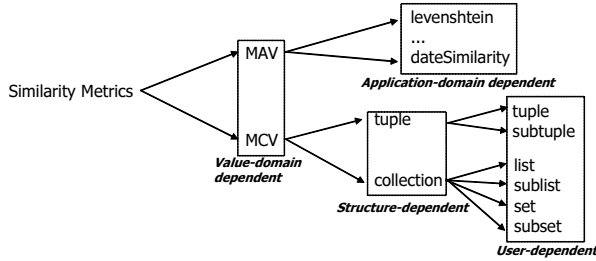 levenshtein
...
dateSimilarity
MAV
Application-domain dependent
Similarity Metrics
MCV
Value-domain
dependent
tuple
collection
Structure-dependent
tuple
subtuple
list
sublist
set
subset
User-dependent